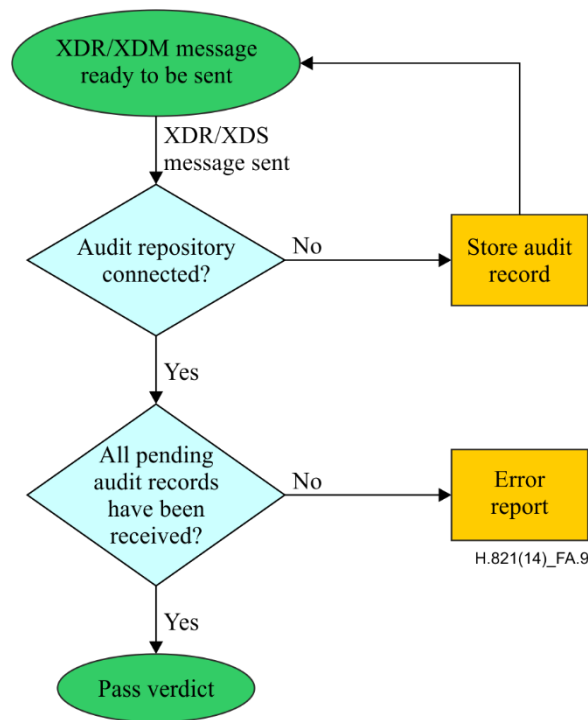 XDR/XDM message
ready to be sent
XDR/XDS
message sent
Audit repository
connected?
No
Store audit
record
Yes
All pending
audit records
have been
received?
No
Error
report
H.821(14)_FA.9
Yes
Pass verdict